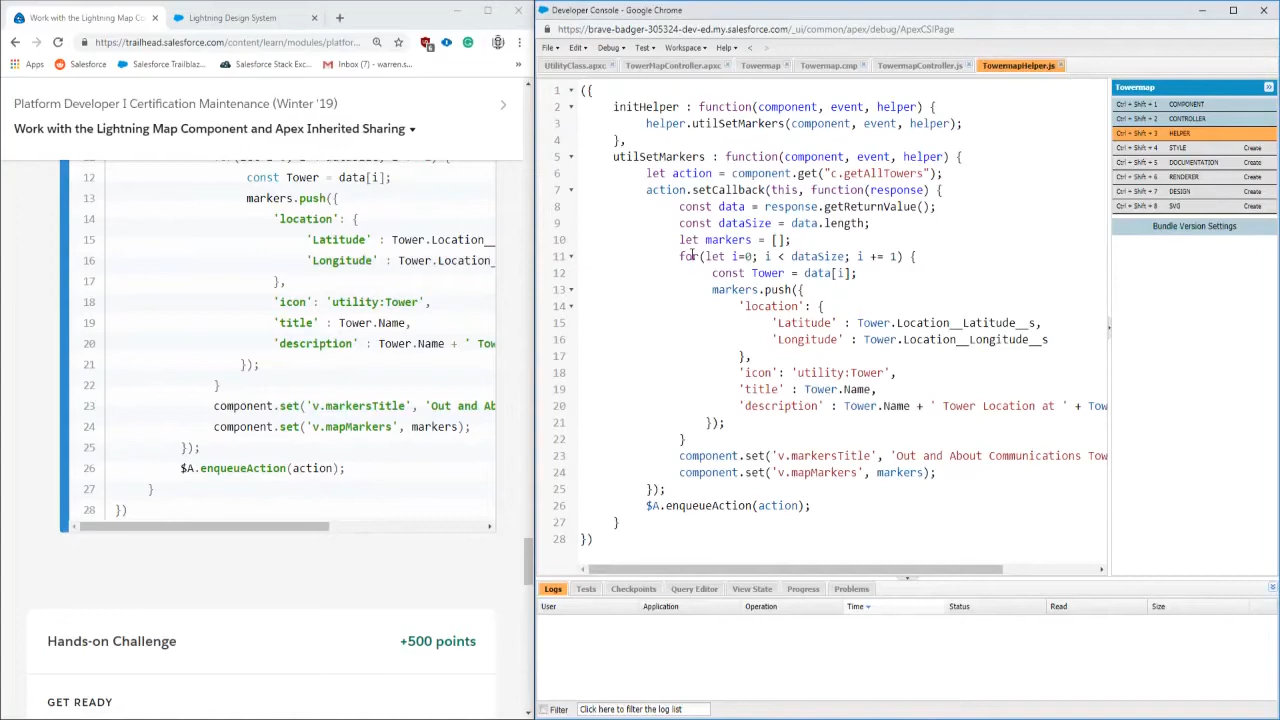 Work with the Lightning Map Co
Lightning Design System
https://trailhead.salesforce.com/content/learn/modules/platfor...
Apps
Salesforce
Salesforce Trailblaz...
Salesforce Stack Exc...
Inbox (7) - warren.s...
»
Platform Developer I Certification Maintenance (Winter '19)
Work with the Lightning Map Component and Apex Inherited Sharing
12 const Tower = data[i];
13 markers.push({
14 'location': {
15 'Latitude' : Tower.Location__
16 'Longitude' : Tower.Location_
17 },
18 'icon': 'utility:Tower',
19 'title' : Tower.Name,
20 'description' : Tower.Name + ' Tow
21 });
22 }
23 component.set('v.markersTitle', 'Out and Ab
24 component.set('v.mapMarkers', markers);
25 });
26 $A.enqueueAction(action);
27 }
28 })
Hands-on Challenge
+500 points
GET READY
Developer Console - Google Chrome
https://brave-badger-305324-dev-ed.my.salesforce.com/_ui/common/apex/debug/ApexCSIPage
File Edit Debug Test Workspace Help < >
UtilityClass.apxc TowerMapController.apxc Towermap Towermap.cmp TowermapController.js TowermapHelper.js
1 ({
2 initHelper : function(component, event, helper) {
3 helper.utilSetMarkers(component, event, helper);
4 },
5 utilSetMarkers : function(component, event, helper) {
6 let action = component.get("c.getAllTowers");
7 action.setCallback(this, function(response) {
8 const data = response.getReturnValue();
9 const dataSize = data.length;
10 let markers = [];
11 for(let i=0; i < dataSize; i += 1) {
12 const Tower = data[i];
13 markers.push({
14 'location': {
15 'Latitude' : Tower.Location__Latitude__s,
16 'Longitude' : Tower.Location__Longitude__s
17 },
18 'icon': 'utility:Tower',
19 'title' : Tower.Name,
20 'description' : Tower.Name + ' Tower Location at ' + Tow
21 });
22 }
23 component.set('v.markersTitle', 'Out and About Communications Tow
24 component.set('v.mapMarkers', markers);
25 });
26 $A.enqueueAction(action);
27 }
28 })
Towermap
Ctrl + Shift + 1 COMPONENT
Ctrl + Shift + 2 CONTROLLER
Ctrl + Shift + 3 HELPER
Ctrl + Shift + 4 STYLE Create
Ctrl + Shift + 5 DOCUMENTATION Create
Ctrl + Shift + 6 RENDERER Create
Ctrl + Shift + 7 DESIGN Create
Ctrl + Shift + 8 SVG Create
Bundle Version Settings
Logs Tests Checkpoints Query Editor View State Progress Problems
User Application Operation Time Status Read Size
Filter Click here to filter the log list